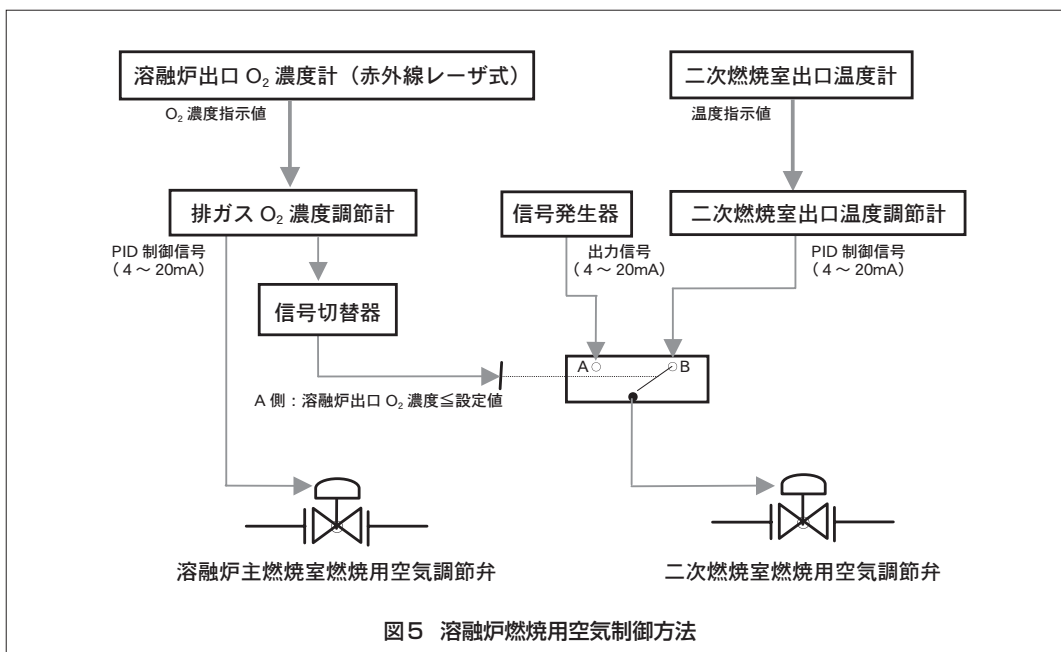 溶融炉出口 O₂ 濃度計（赤外線レーザ式）
二次燃焼室出口温度計
O₂ 濃度指示値
温度指示値
排ガス O₂ 濃度調節計
信号発生器
二次燃焼室出口温度調節計
PID 制御信号
（4 ～ 20mA）
出力信号
（4 ～ 20mA）
PID 制御信号
（4 ～ 20mA）
信号切替器
A
B
A 側：溶融炉出口 O₂ 濃度≦設定値
溶融炉主燃焼室燃焼用空気調節弁
二次燃焼室燃焼用空気調節弁
図5 溶融炉燃焼用空気制御方法